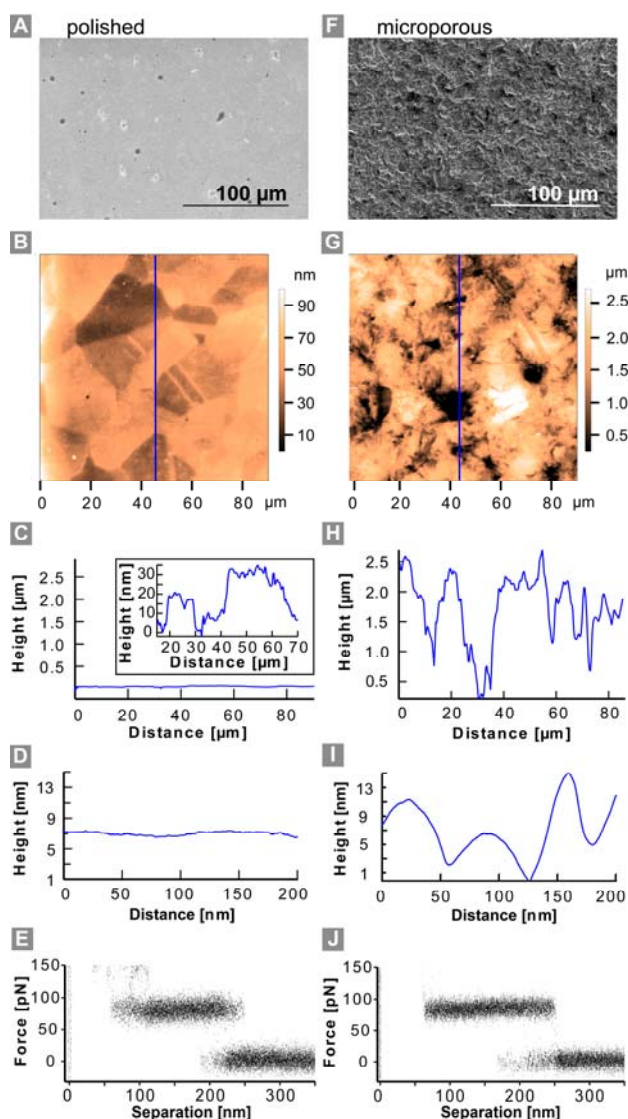 A polished
100 µm
B
nm
90
70
50
30
10
0 20 40 60 80 µm
C
Height [µm]
2.5
2.0
1.5
1.0
0.5
0 20 40 60 80
Distance [µm]
Height [nm]
30
20
10
0
20 30 40 50 60 70
Distance [µm]
D
Height [nm]
13
9
5
1
0 50 100 150 200
Distance [nm]
E
Force [pN]
150
100
50
0
0 100 200 300
Separation [nm]
F microporous
100 µm
G
µm
2.5
2.0
1.5
1.0
0.5
0 20 40 60 80 µm
H
Height [µm]
2.5
2.0
1.5
1.0
0.5
0 20 40 60 80
Distance [µm]
I
Height [nm]
13
9
5
1
0 50 100 150 200
Distance [nm]
J
Force [pN]
150
100
50
0
0 100 200 300
Separation [nm]